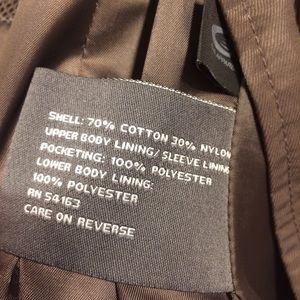 SHELL: 70% COTTON 30% NYLON
UPPER BODY LINING/ SLEEVE LINING
POCKETING: 100% POLYESTER
LOWER BODY LINING:
100% POLYESTER
RN 54163
CARE ON REVERSE